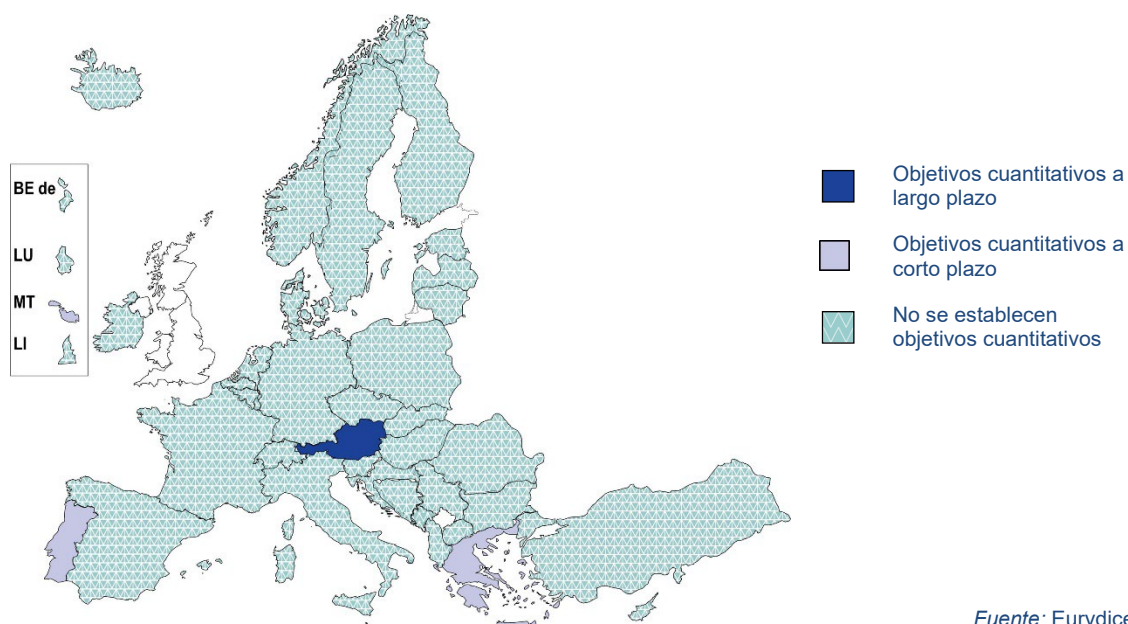 BE de
LU
MT
LI
Objetivos cuantitativos a
largo plazo
Objetivos cuantitativos a
corto plazo
No se establecen
objetivos cuantitativos
Fuente: Eurydice